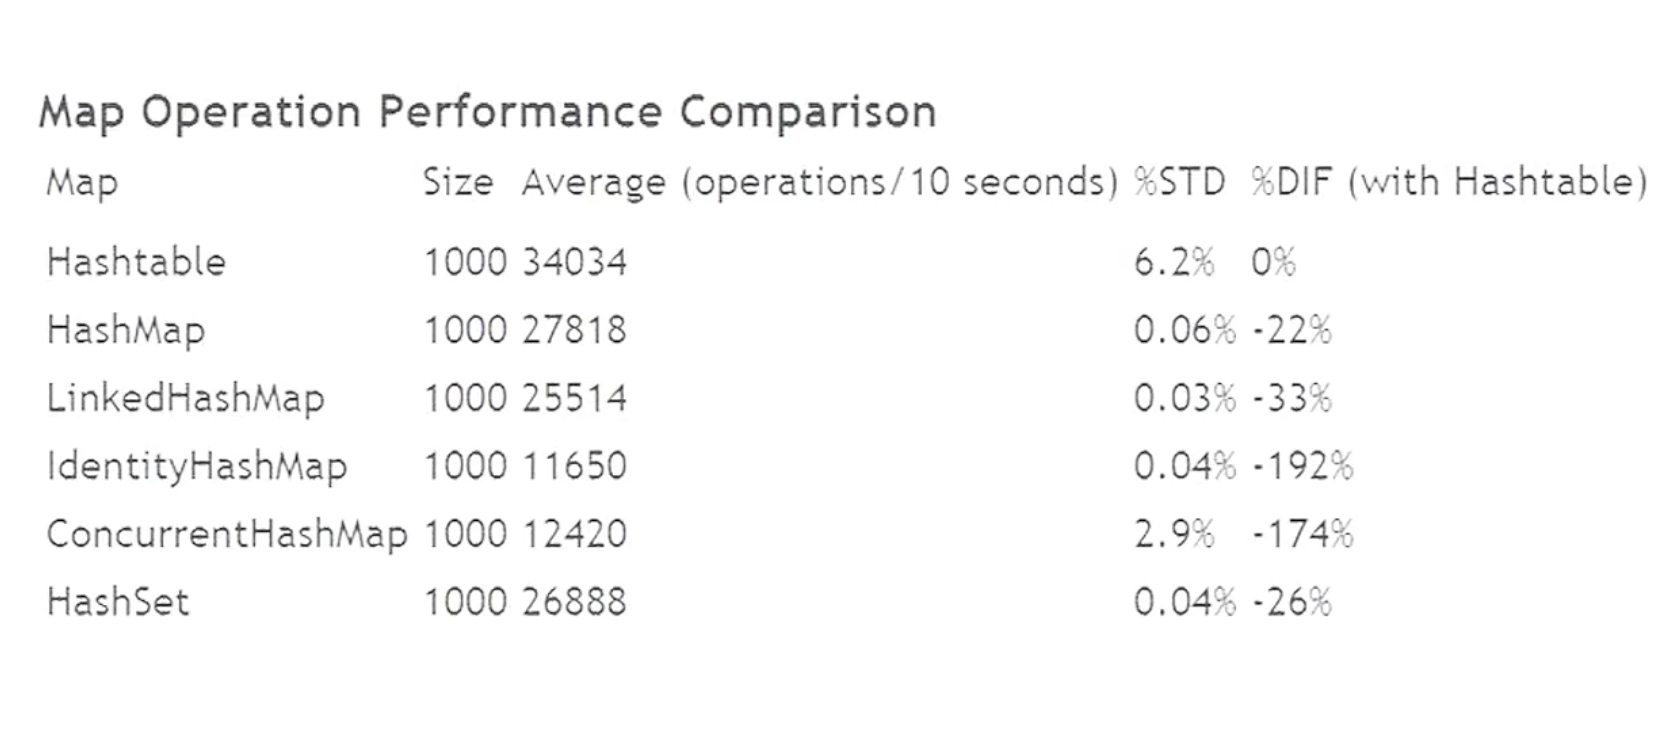 Map Operation Performance Comparison
Map Size Average (operations/10 seconds) %STD %DIF (with Hashtable)
Hashtable 1000 34034 6.2% 0%
HashMap 1000 27818 0.06% -22%
LinkedHashMap 1000 25514 0.03% -33%
IdentityHashMap 1000 11650 0.04% -192%
ConcurrentHashMap 1000 12420 2.9% -174%
HashSet 1000 26888 0.04% -26%